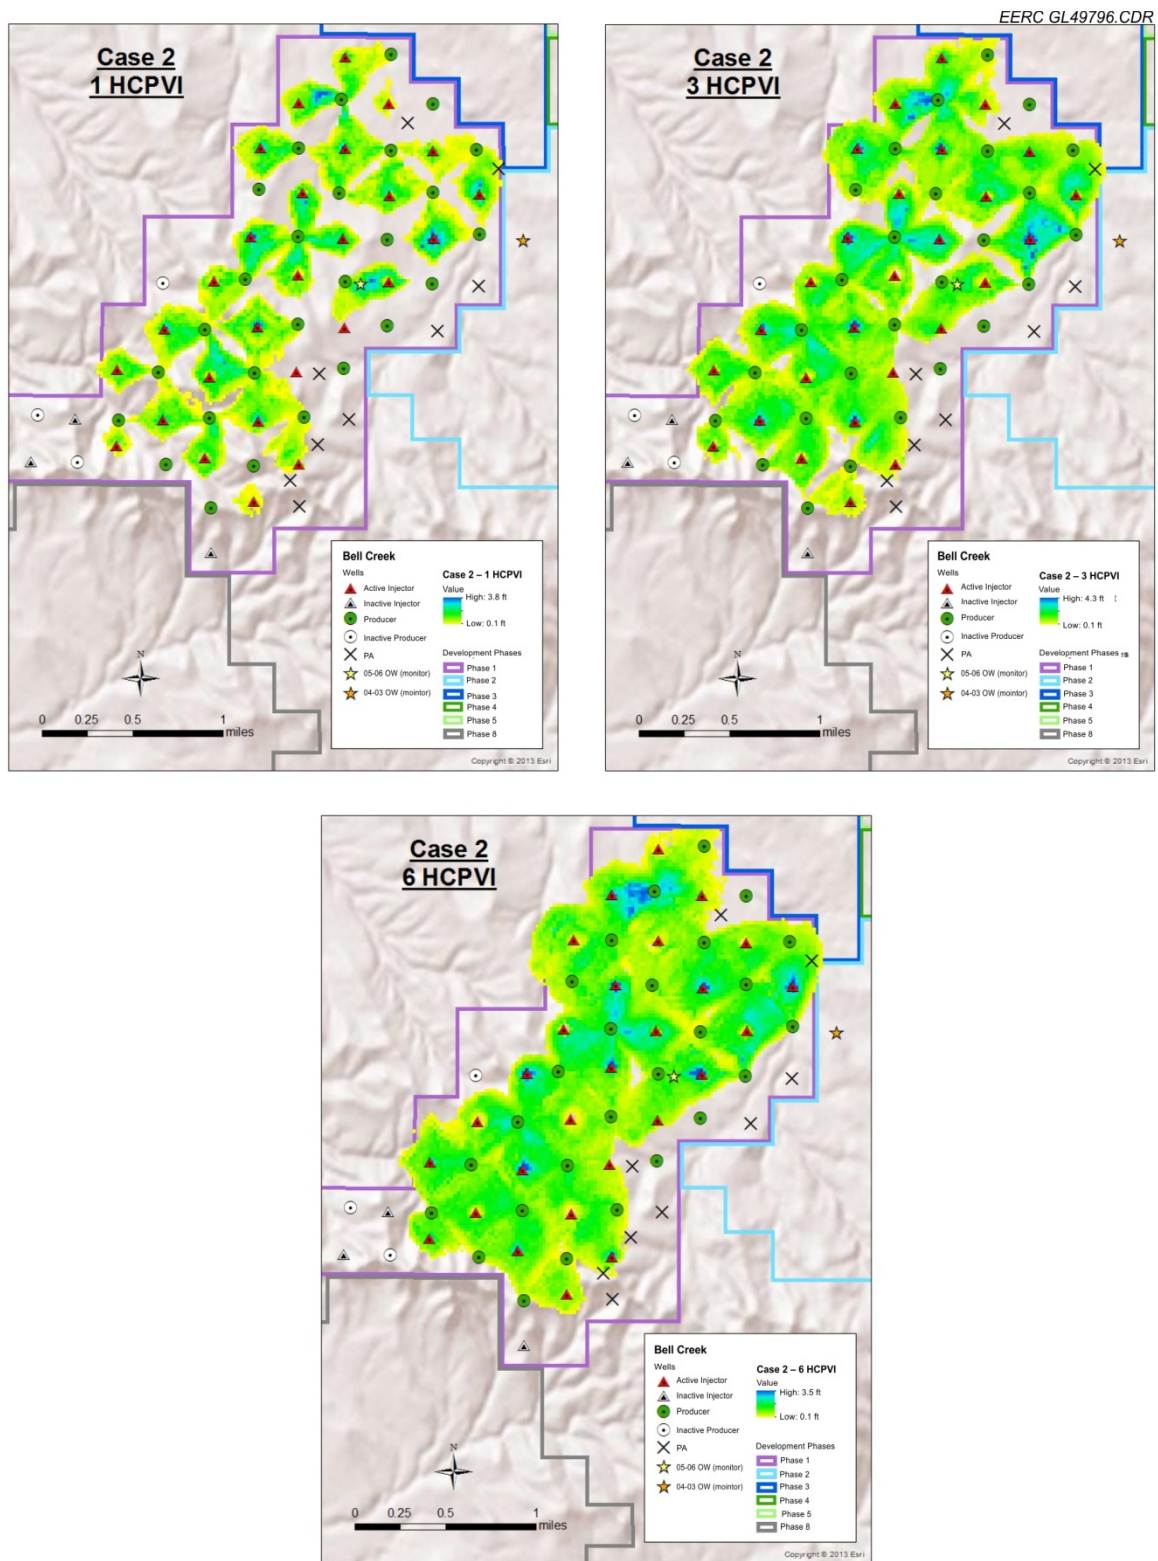 EERC GL49796.CDR
Case 2
1 HCPVI
Bell Creek
Wells
Active Injector
Inactive Injector
Producer
Inactive Producer
PA
05-06 OW (monitor)
04-03 OW (mointor)
Case 2 – 1 HCPVI
Value
High: 3.8 ft
Low: 0.1 ft
Development Phases
Phase 1
Phase 2
Phase 3
Phase 4
Phase 5
Phase 8
N
0 0.25 0.5 1
miles
Copyright © 2013 Esri
Case 2
3 HCPVI
Bell Creek
Wells
Active Injector
Inactive Injector
Producer
Inactive Producer
PA
05-06 OW (monitor)
04-03 OW (mointor)
Case 2 – 3 HCPVI
Value
High: 4.3 ft
Low: 0.1 ft
Development Phases
Phase 1
Phase 2
Phase 3
Phase 4
Phase 5
Phase 8
N
0 0.25 0.5 1
miles
Copyright © 2013 Esri
Case 2
6 HCPVI
Bell Creek
Wells
Active Injector
Inactive Injector
Producer
Inactive Producer
PA
05-06 OW (monitor)
04-03 OW (mointor)
Case 2 – 6 HCPVI
Value
High: 3.5 ft
Low: 0.1 ft
Development Phases
Phase 1
Phase 2
Phase 3
Phase 4
Phase 5
Phase 8
N
0 0.25 0.5 1
miles
Copyright © 2013 Esri